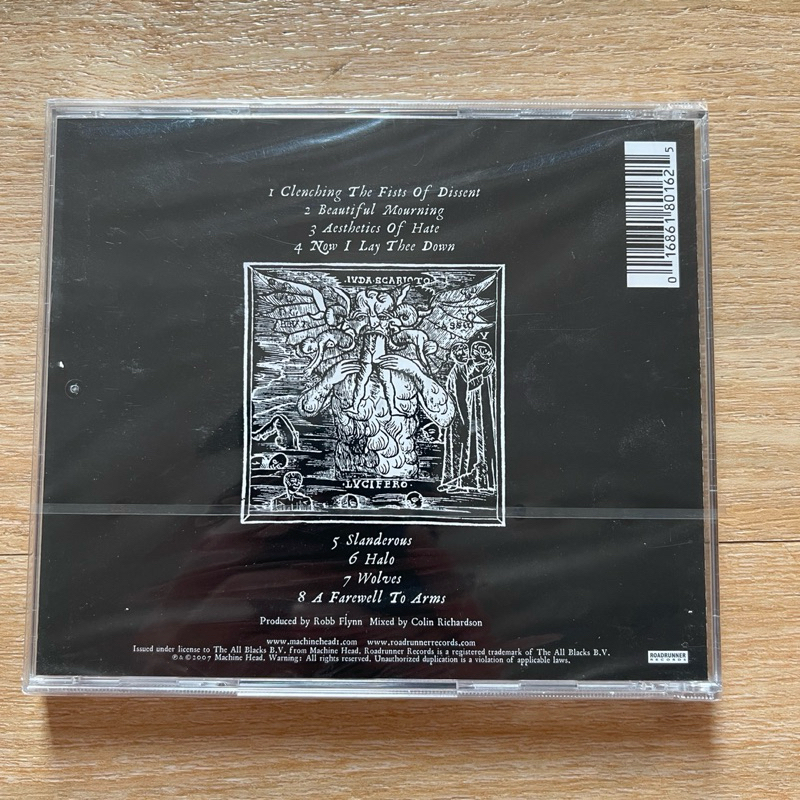 1 Clenching The Fists Of Dissent
2 Beautiful Mourning
3 Aesthetics Of Hate
4 Now I Lay Thee Down
0 16861 80162 5
IVDA·SCARIOTO
LVCIFERO·
5 Slanderous
6 Halo
7 Wolves
8 A Farewell To Arms
Produced by Robb Flynn Mixed by Colin Richardson
www.machinehead1.com www.roadrunnerrecords.com
Issued under license to The All Blacks B.V. from Machine Head. Roadrunner Records is a registered trademark of The All Blacks B.V.
℗&©2007 Machine Head. Warning: All rights reserved. Unauthorized duplication is a violation of applicable laws.
ROADRUNNER
RECORDS